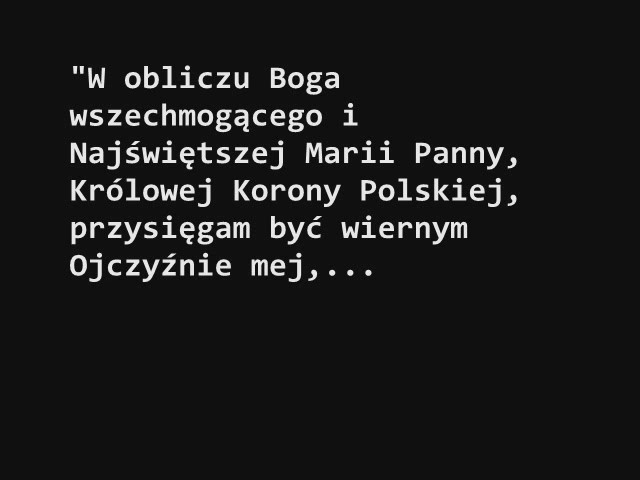 "W obliczu Boga
wszechmogącego i
Najświętszej Marii Panny,
Królowej Korony Polskiej,
przysięgam być wiernym
Ojczyźnie mej,...